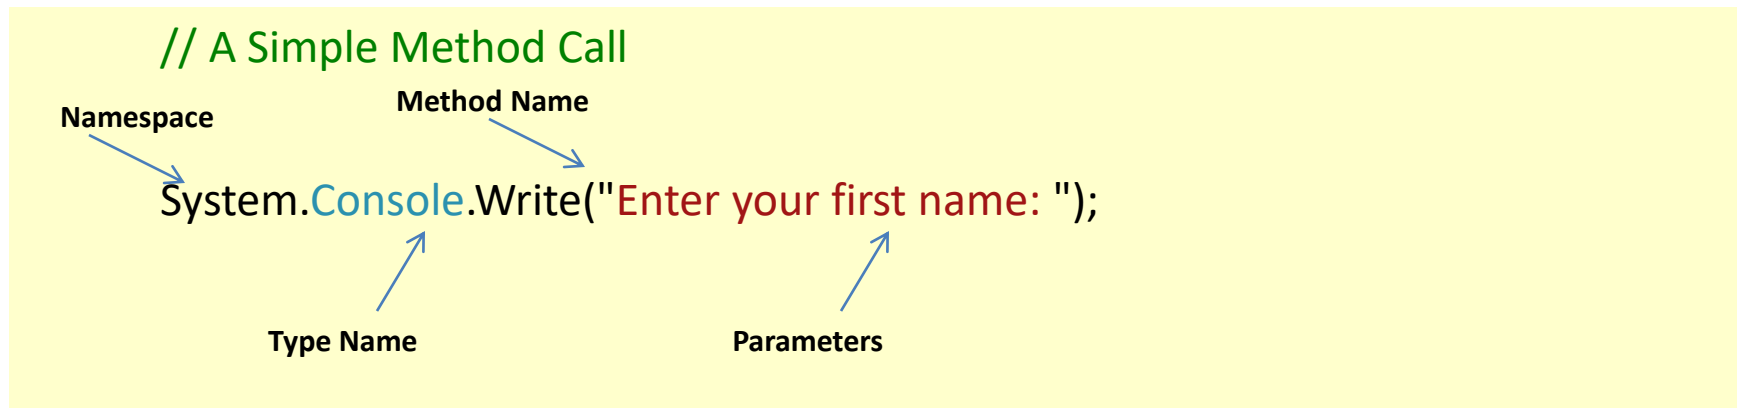 // A Simple Method Call
Method Name
Namespace
System.Console.Write("Enter your first name: ");
Type Name
Parameters